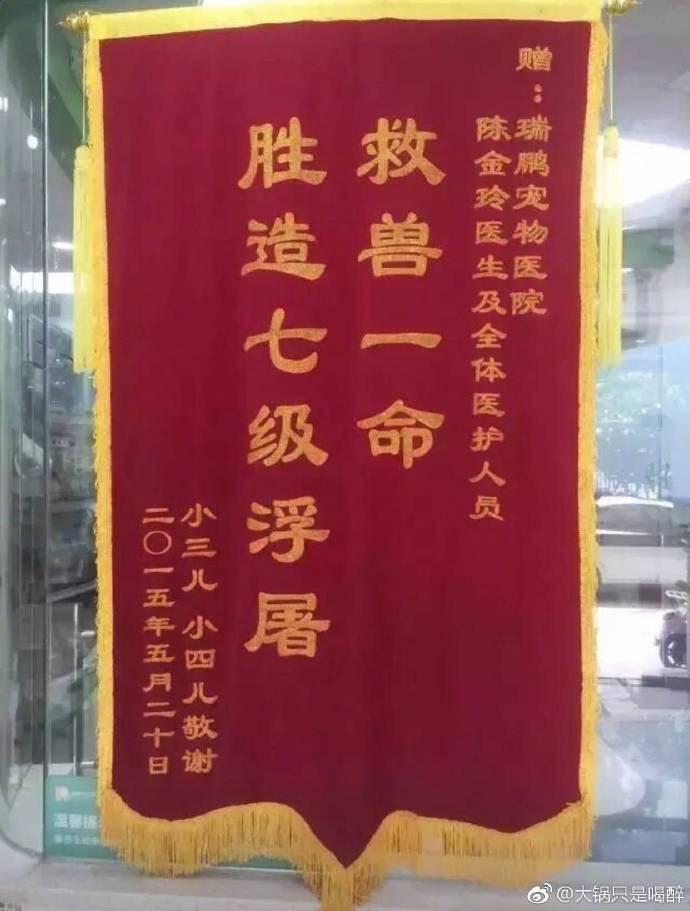 赠：瑞鹏宠物医院
陈金玲医生及全体医护人员
救兽一命
胜造七级浮屠
小三儿 小四儿敬谢
二〇一五年五月二十日
@大锅只是喝醉